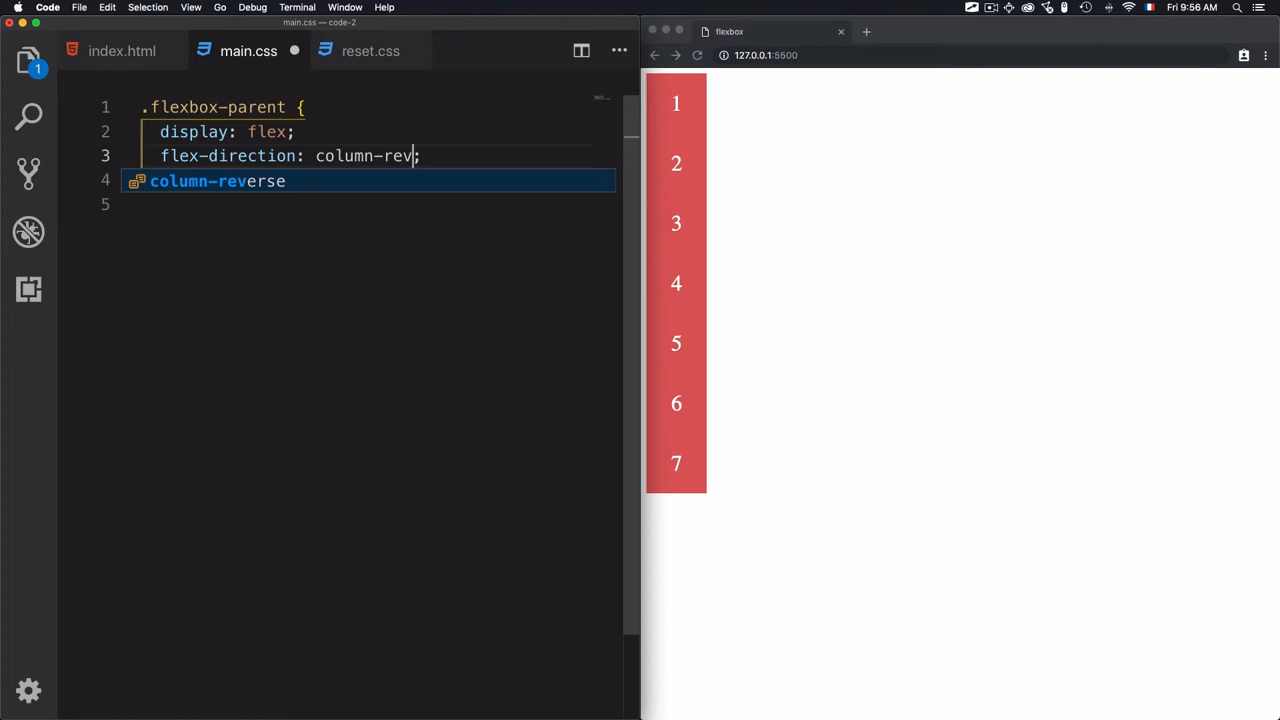 Code File Edit Selection View Go Debug Terminal Window Help
Fri 9:56 AM
main.css — code-2
index.html
main.css
reset.css
flexbox
127.0.0.1:5500
1
1 .flexbox-parent {
2 display: flex;
3 flex-direction: column-rev;
4 column-reverse
5
1
2
3
4
5
6
7